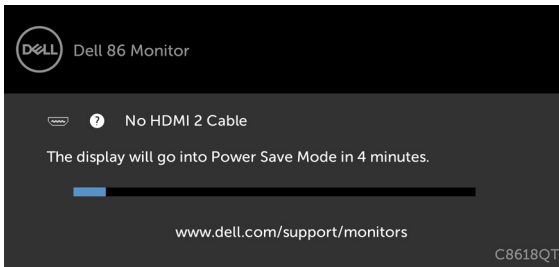 DELL
Dell 86 Monitor
? No HDMI 2 Cable
The display will go into Power Save Mode in 4 minutes.
www.dell.com/support/monitors
C8618QT